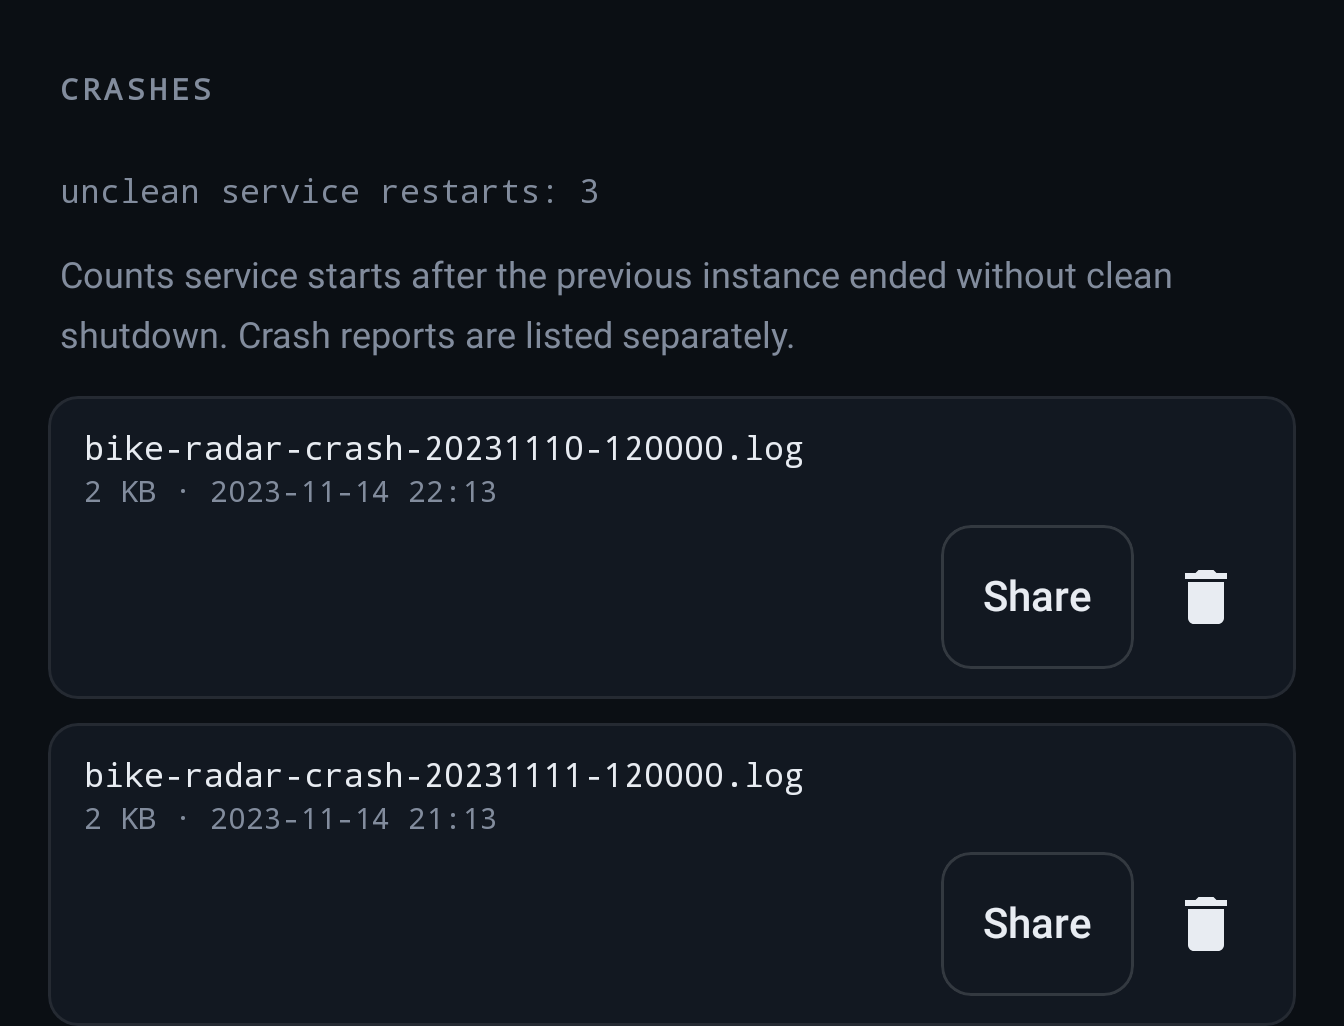 CRASHES
unclean service restarts: 3
Counts service starts after the previous instance ended without clean
shutdown. Crash reports are listed separately.
bike-radar-crash-20231110-120000.log
2 KB · 2023-11-14 22:13
Share
bike-radar-crash-20231111-120000.log
2 KB · 2023-11-14 21:13
Share